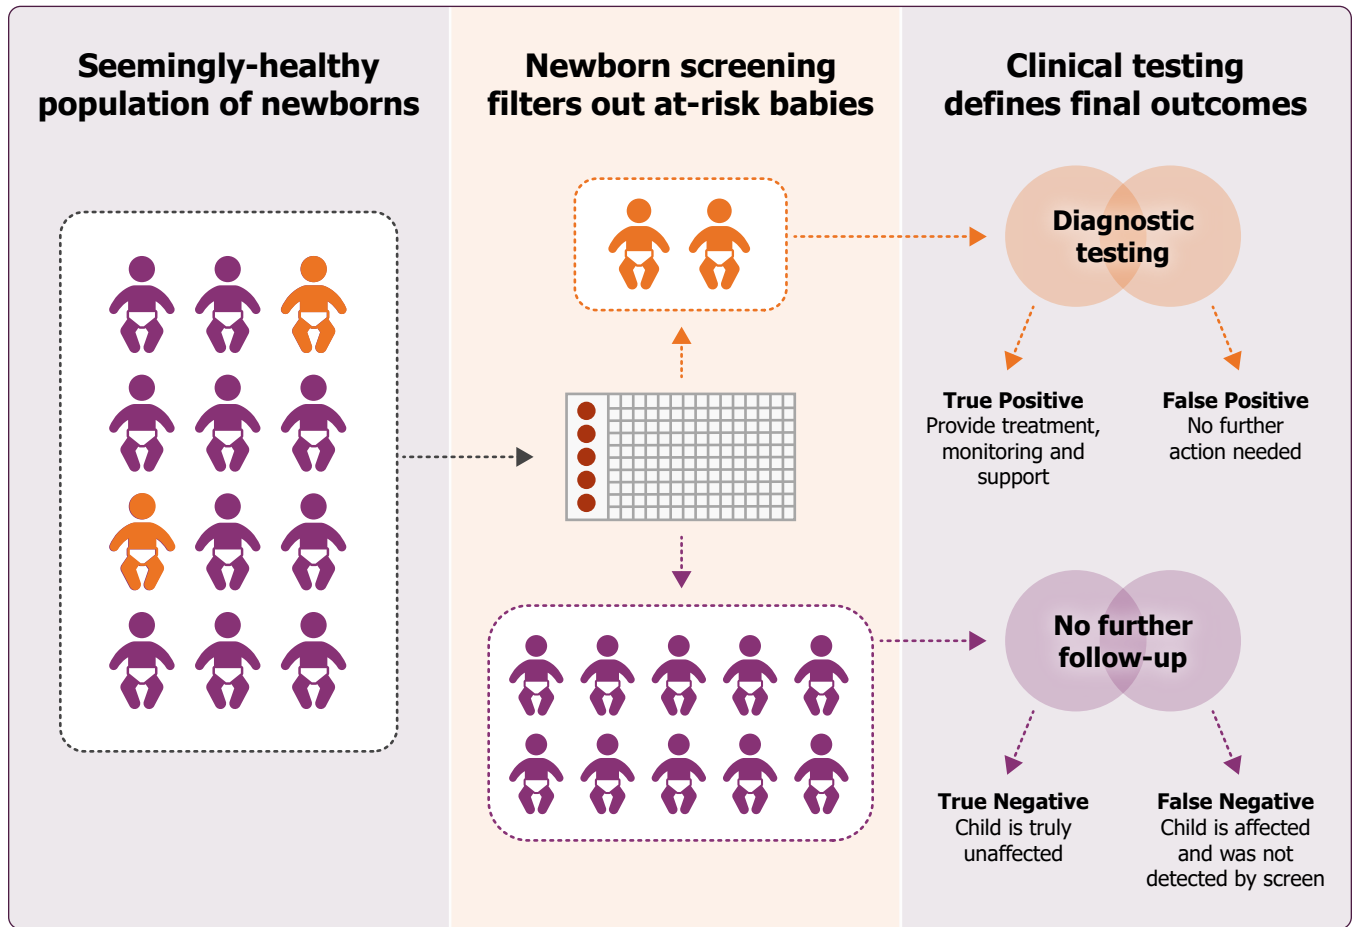 Seemingly-healthy
population of newborns
Newborn screening
filters out at-risk babies
Clinical testing
defines final outcomes
Diagnostic
testing
True Positive
Provide treatment,
monitoring and
support
False Positive
No further
action needed
No further
follow-up
True Negative
Child is truly
unaffected
False Negative
Child is affected
and was not
detected by screen